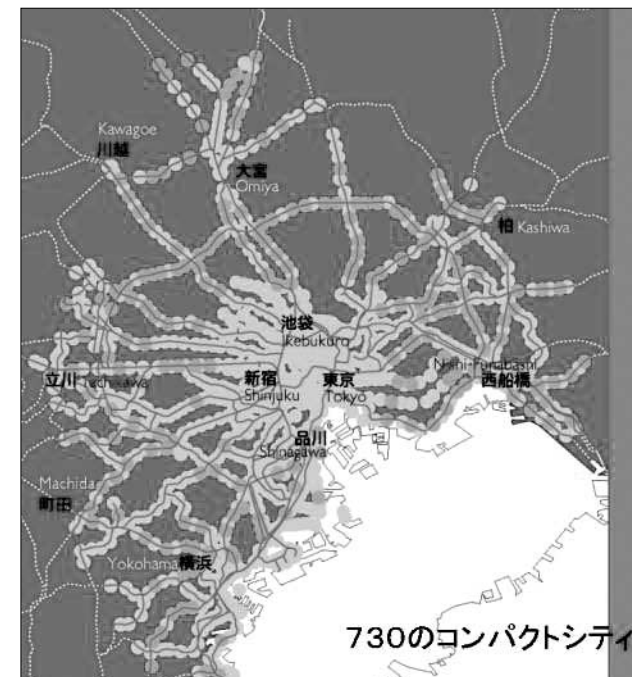 Kawagoe
川越
大宮
Omiya
柏 Kashiwa
池袋
Ikebukuro
立川 Tachikawa
新宿
Shinjuku
東京
Tokyo
Nishi-Funabashi
西船橋
品川
Shinagawa
Machida
町田
Yokohama 横浜
730のコンパクトシティ